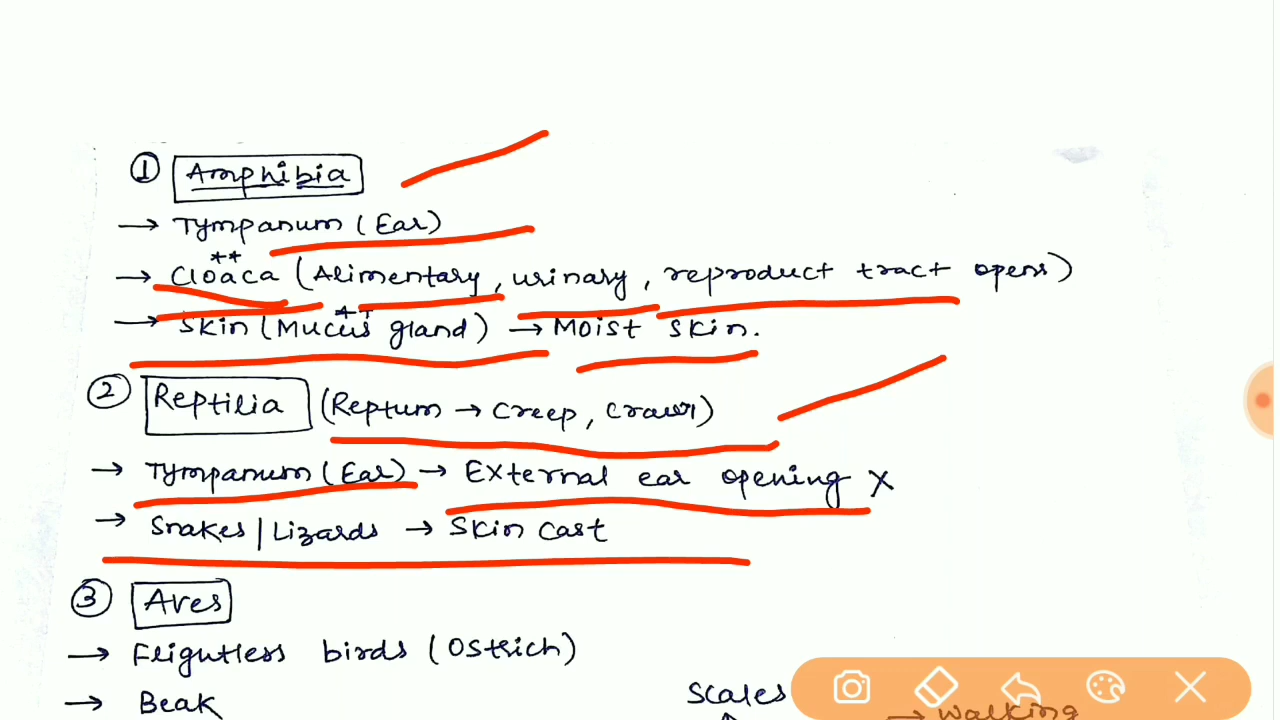 ① Amphibia
→ Tympanum (Ear)
→ Cloaca** (Alimentary, urinary, reproduct tract opens)
→ Skin (Mucus gland) → Moist skin.
② Reptilia (Reptum → creep, crawl)
→ Tympanum (Ear) → External ear opening X
→ Snakes/Lizards → Skin cast
③ Aves
→ Flightless birds (Ostrich)
→ Beak
Scales
→ Walking